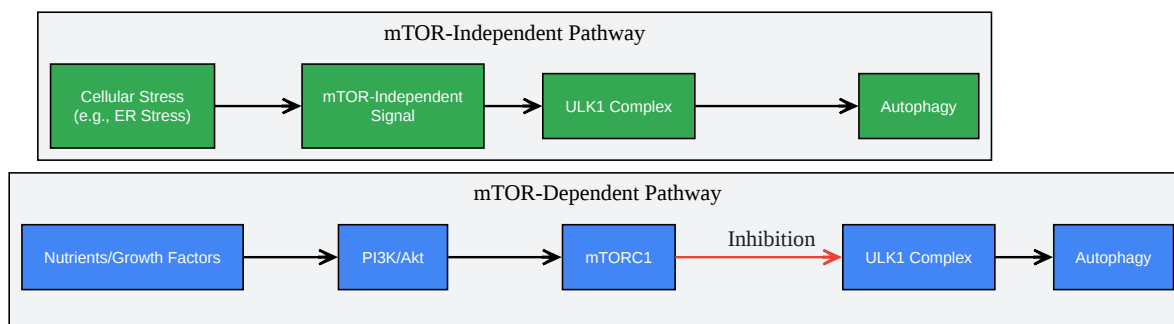 mTOR-Independent Pathway
Cellular Stress
(e.g., ER Stress)
mTOR-Independent
Signal
ULK1 Complex
Autophagy
mTOR-Dependent Pathway
Nutrients/Growth Factors
PI3K/Akt
mTORC1
Inhibition
ULK1 Complex
Autophagy